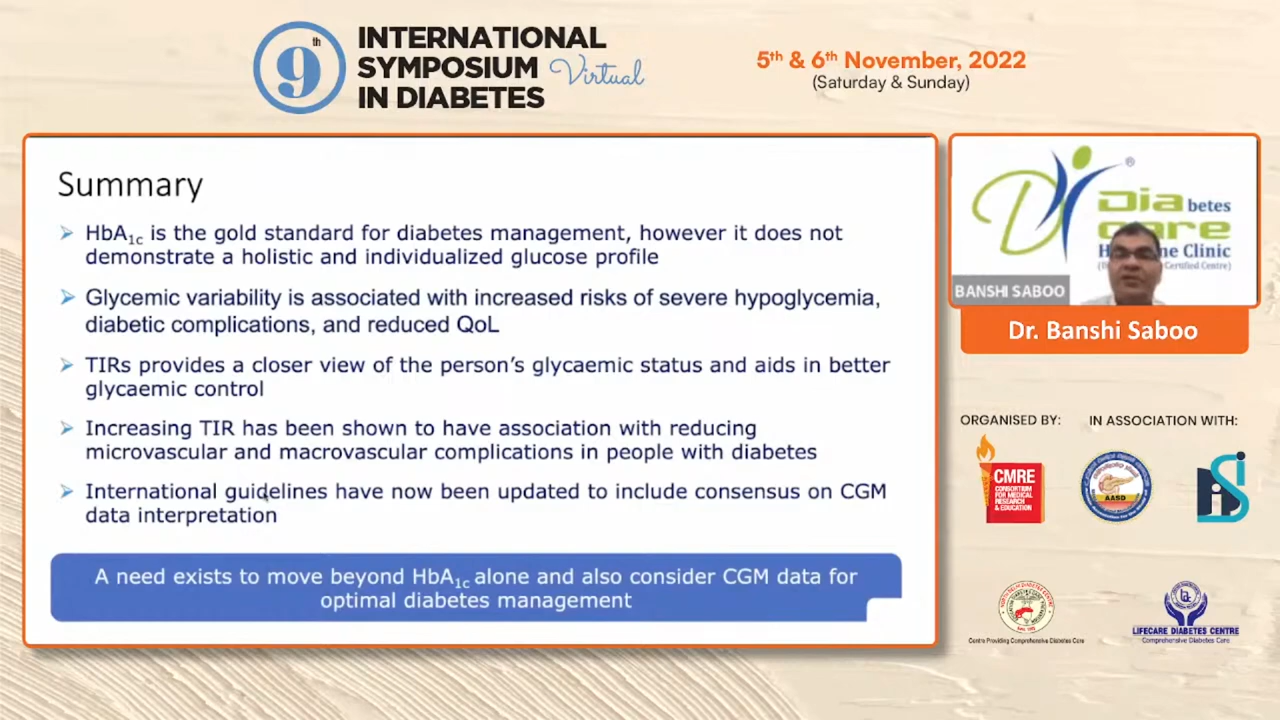 9th
INTERNATIONAL
SYMPOSIUM Virtual
IN DIABETES
5th & 6th November, 2022
(Saturday & Sunday)
Summary
HbA1c is the gold standard for diabetes management, however it does not
demonstrate a holistic and individualized glucose profile
Glycemic variability is associated with increased risks of severe hypoglycemia,
diabetic complications, and reduced QoL
TIRs provides a closer view of the person's glycaemic status and aids in better
glycaemic control
Increasing TIR has been shown to have association with reducing
microvascular and macrovascular complications in people with diabetes
International guidelines have now been updated to include consensus on CGM
data interpretation
A need exists to move beyond HbA1c alone and also consider CGM data for
optimal diabetes management
®
Dia betes
care
ne Clinic
Certified Centre)
BANSHI SABOO
Dr. Banshi Saboo
ORGANISED BY:
IN ASSOCIATION WITH:
CMRE
CONSORTIUM
FOR MEDICAL
RESEARCH
& EDUCATION
AASD
Centre Providing Comprehensive Diabetes Care
LIFECARE DIABETES CENTRE
Comprehensive Diabetes Care